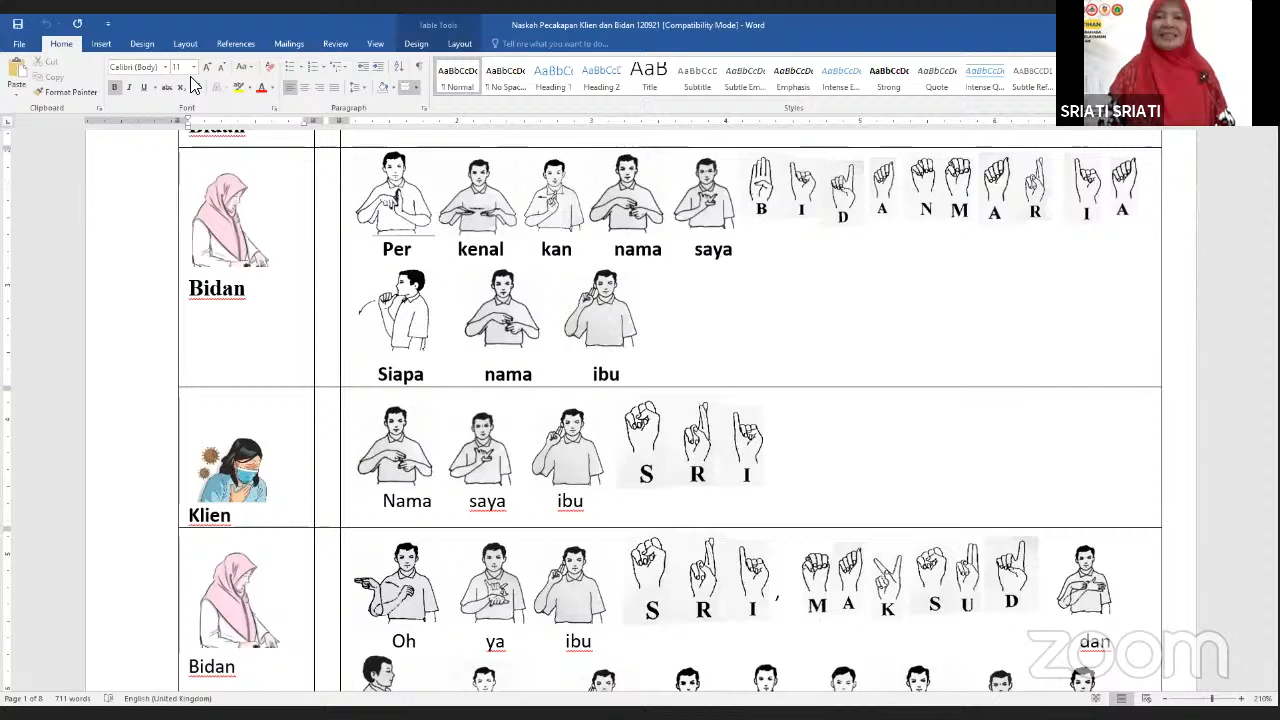 Table Tools
Naskah Pecakapan Klien dan Bidan 120921 [Compatibility Mode] - Word
File Home Insert Design Layout References Mailings Review View Design Layout Tell me what you want to do...
Cut
Copy
Format Painter
Paste
Clipboard
Calibri (Body) 11
Font
Paragraph
AaBbCcDc AaBbCcDc AaBbCc AaBbCcD AaB AaBbCcD AaBbCcDc AaBbCcDc AaBbCcDc AaBbCcDc AaBbCcDc AaBbCcDc AaBbCcDc
¶ Normal ¶ No Spac... Heading 1 Heading 2 Title Subtitle Subtle Em... Emphasis Intense E... Strong Quote Intense Q... Subtle Ref...
Styles
SRIATI SRIATI
Bidan
B I D A N M A R I A
Per kenal kan nama saya
Bidan
Siapa nama ibu
S R I
Nama saya ibu
Klien
S R I , M A K S U D
Oh ya ibu dan
Bidan
zoom
Page 1 of 8 711 words English (United Kingdom) 210%